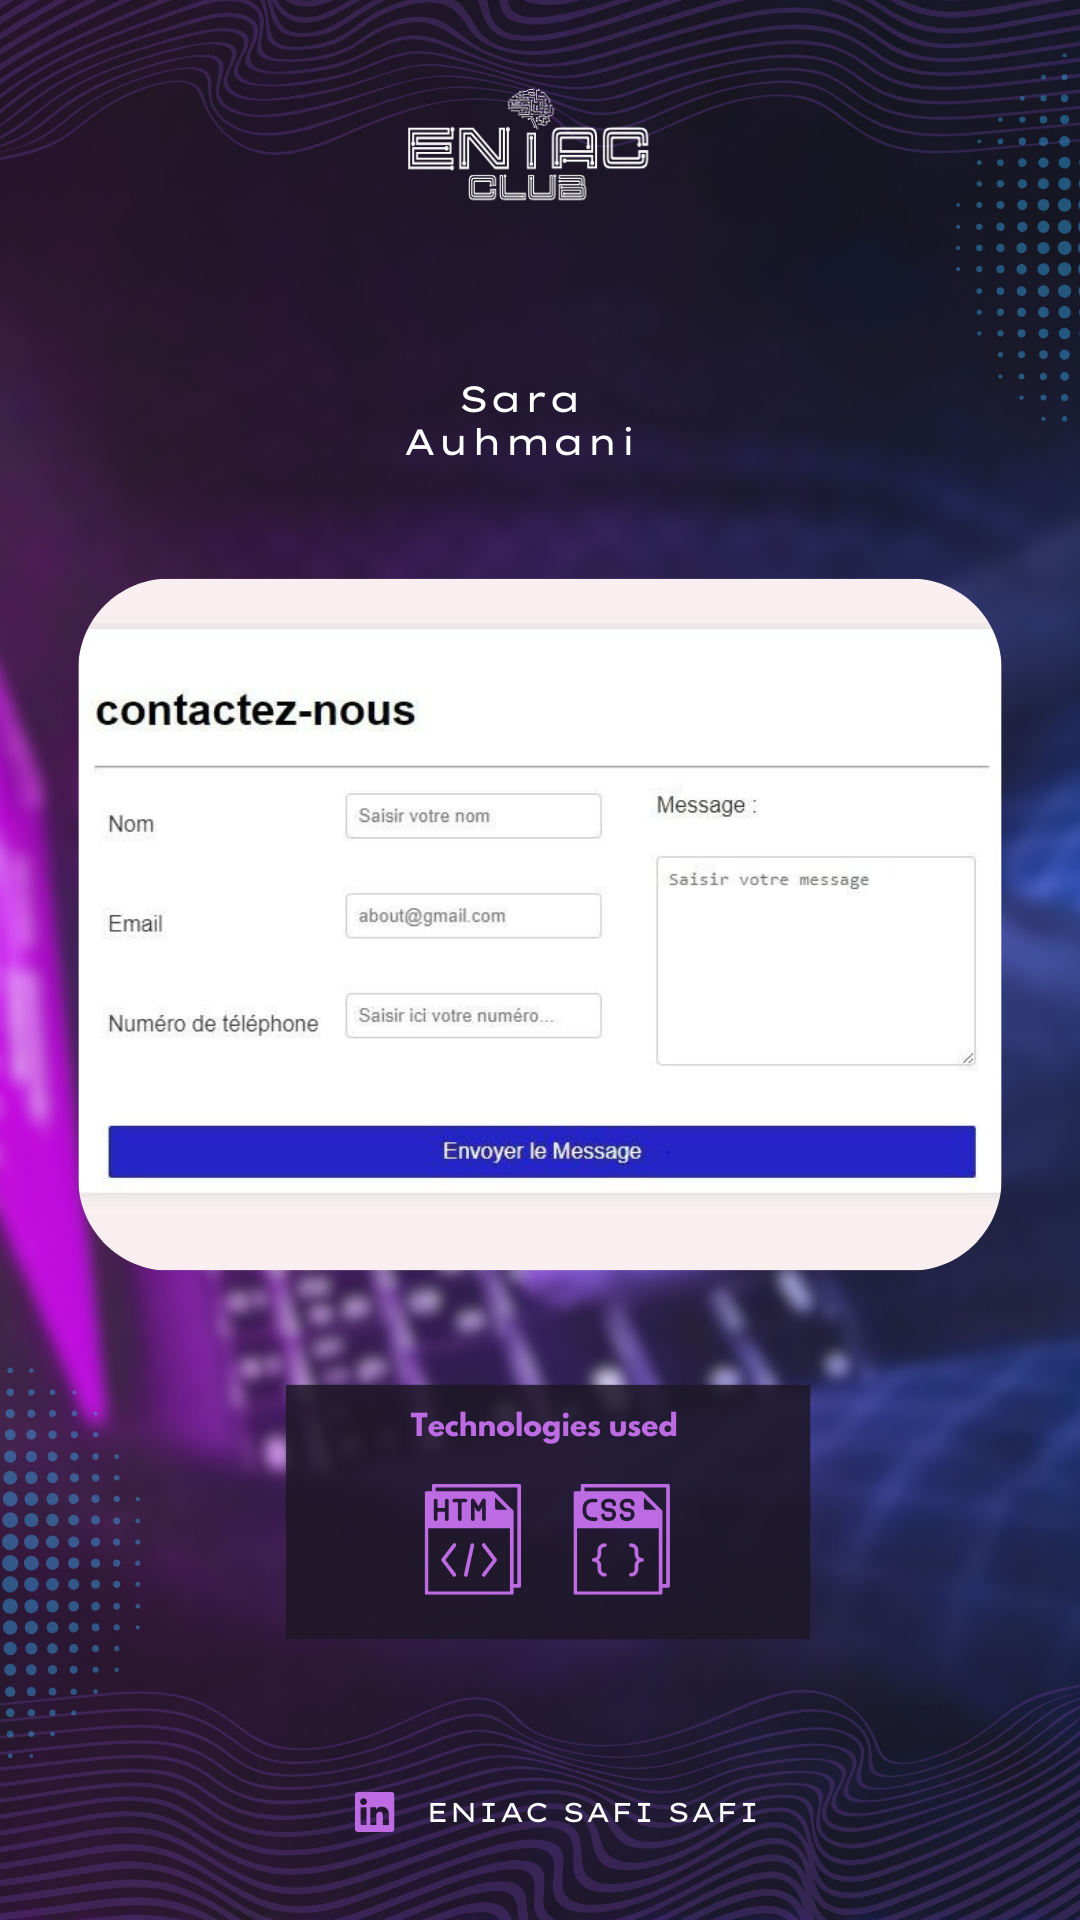 ENIAC
CLUB
Sara
Auhmani
contactez-nous
Nom
Saisir votre nom
Email
about@gmail.com
Numéro de téléphone
Saisir ici votre numéro...
Message :
Saisir votre message
Envoyer le Message
Technologies used
HTM
</>
CSS
{ }
in
ENIAC SAFI SAFI